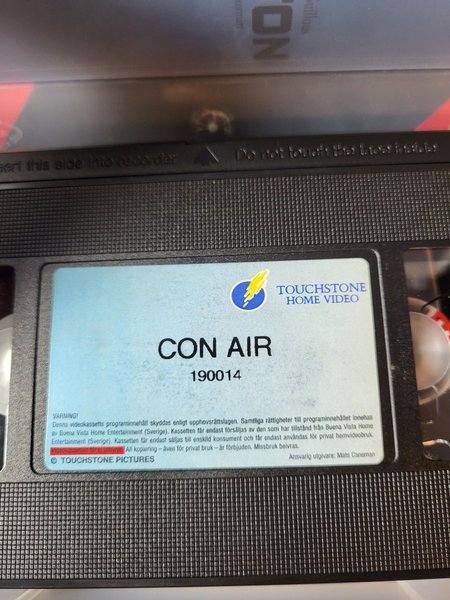 ON
ert this side into recorder Do not touch the tape inside
TOUCHSTONE
HOME VIDEO
CON AIR
190014
VARNING!
Denna videokassetts programinnehåll skyddas enligt upphovsrättslagen. Samtliga rättigheter till programinnehållet innehas
av Buena Vista Home Entertainment (Sverige). Kassetten får endast försäljas av den som har tillstånd från Buena Vista Home
Entertainment (Sverige). Kassetten får endast säljas till enskild konsument och får endast användas för privat hemvideobruk.
All kopiering – även för privat bruk – är förbjuden. Missbruk beivras.
© TOUCHSTONE PICTURES
Ansvarig utgivare: Mats Caneman